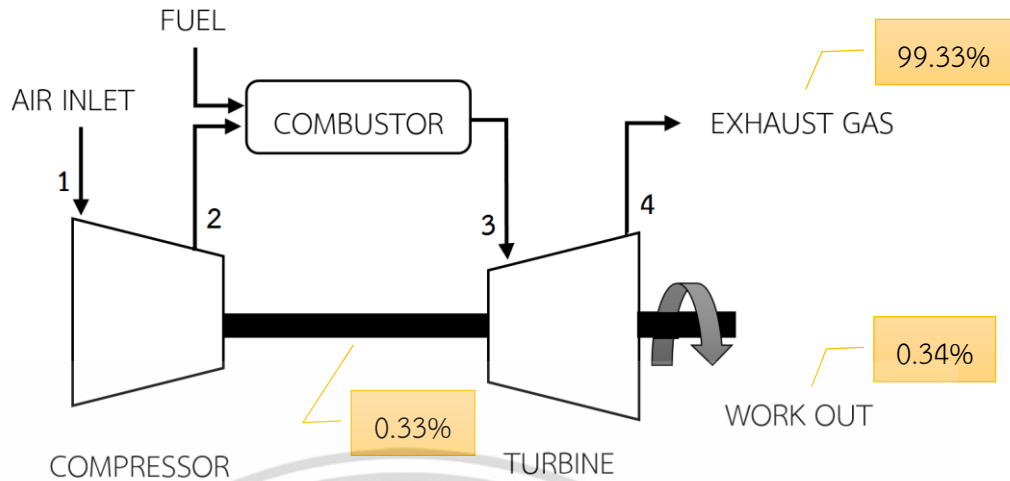 FUEL
99.33%
AIR INLET
COMBUSTOR
EXHAUST GAS
1
2
3
4
0.34%
0.33%
WORK OUT
COMPRESSOR
TURBINE